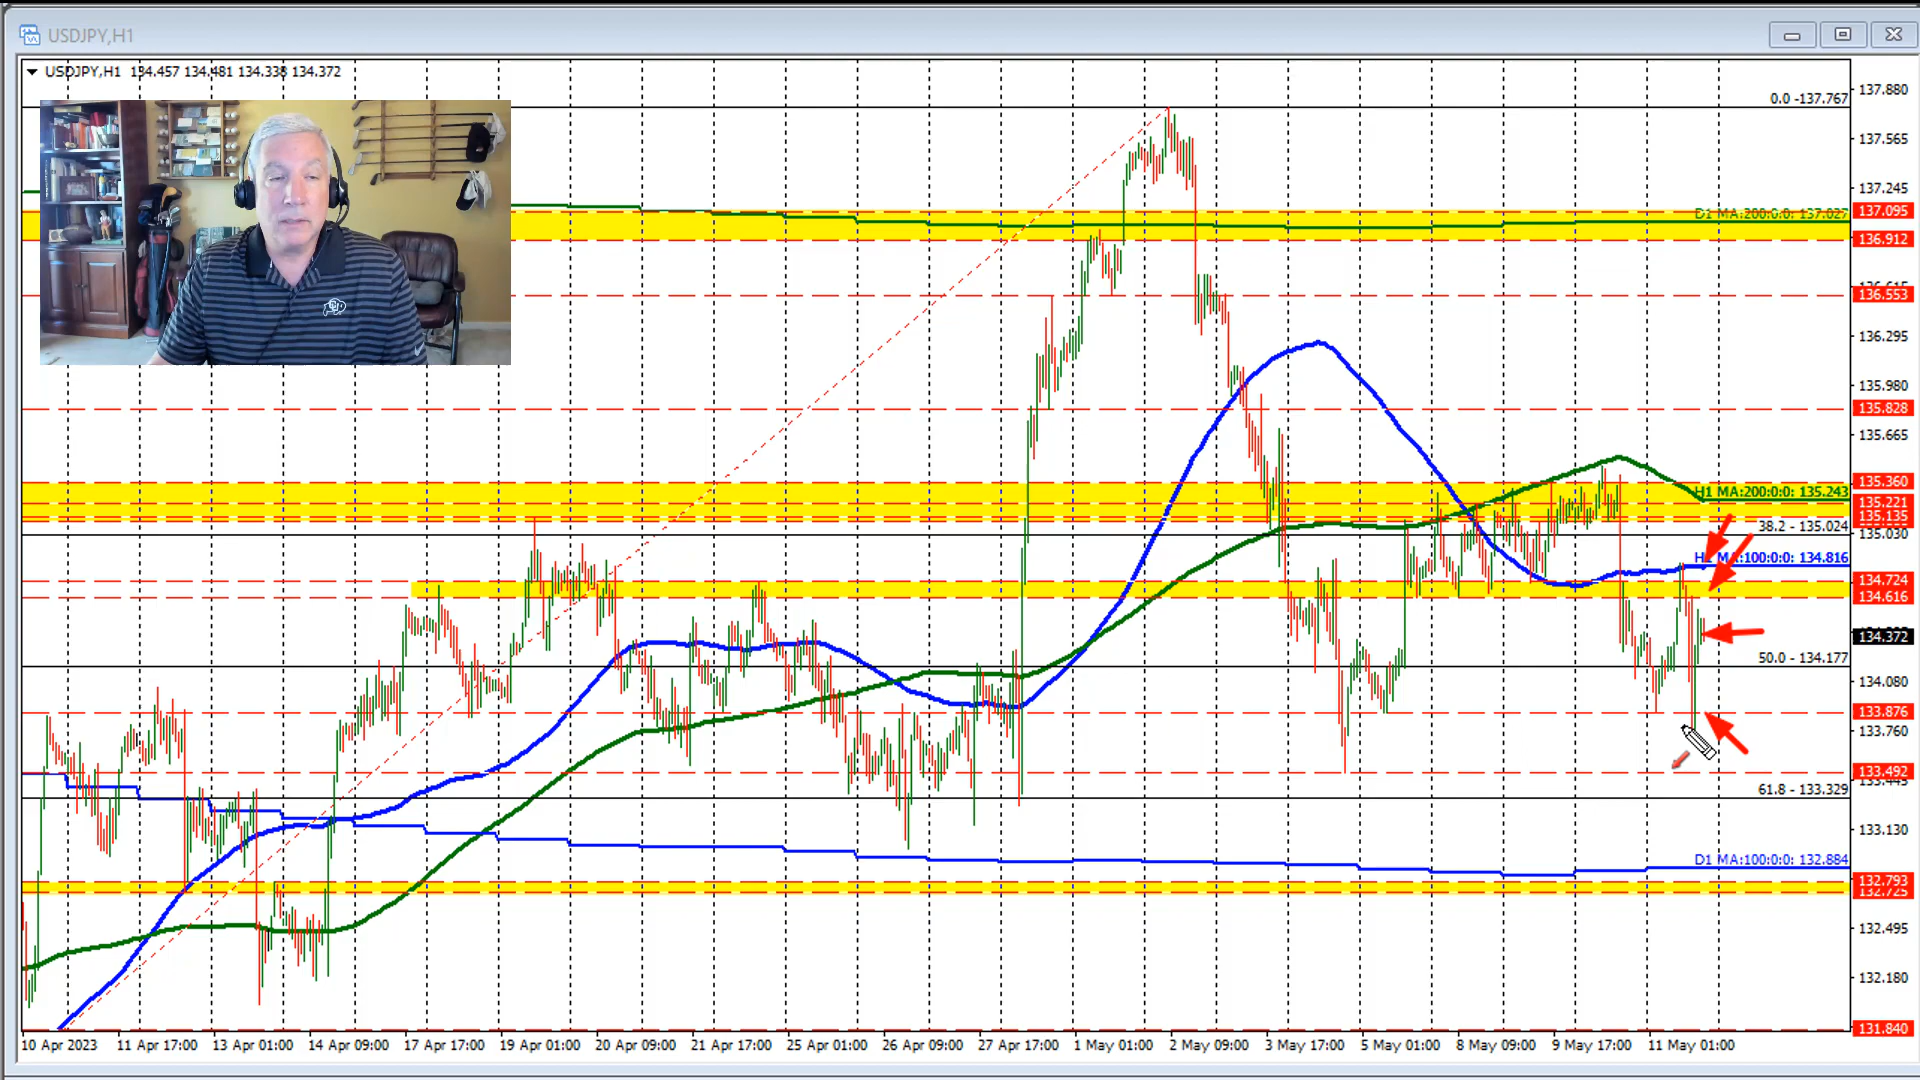 USDJPY,H1
USDJPY,H1 134.457 134.481 134.338 134.372
0.0 -137.767
137.880
137.565
137.245
D1 MA:200:0:0: 137.027
137.095
136.912
136.553
136.295
135.980
135.828
135.665
135.360
H1 MA:200:0:0: 135.243
135.221
135.135
38.2 - 135.024
135.030
MA:100:0:0: 134.816
134.724
134.616
134.372
50.0 - 134.177
134.080
133.876
133.760
133.492
61.8 - 133.329
133.130
D1 MA:100:0:0: 132.884
132.793
132.725
132.495
132.180
131.840
10 Apr 2023 11 Apr 17:00 13 Apr 01:00 14 Apr 09:00 17 Apr 17:00 19 Apr 01:00 20 Apr 09:00 21 Apr 17:00 25 Apr 01:00 26 Apr 09:00 27 Apr 17:00 1 May 01:00 2 May 09:00 3 May 17:00 5 May 01:00 8 May 09:00 9 May 17:00 11 May 01:00